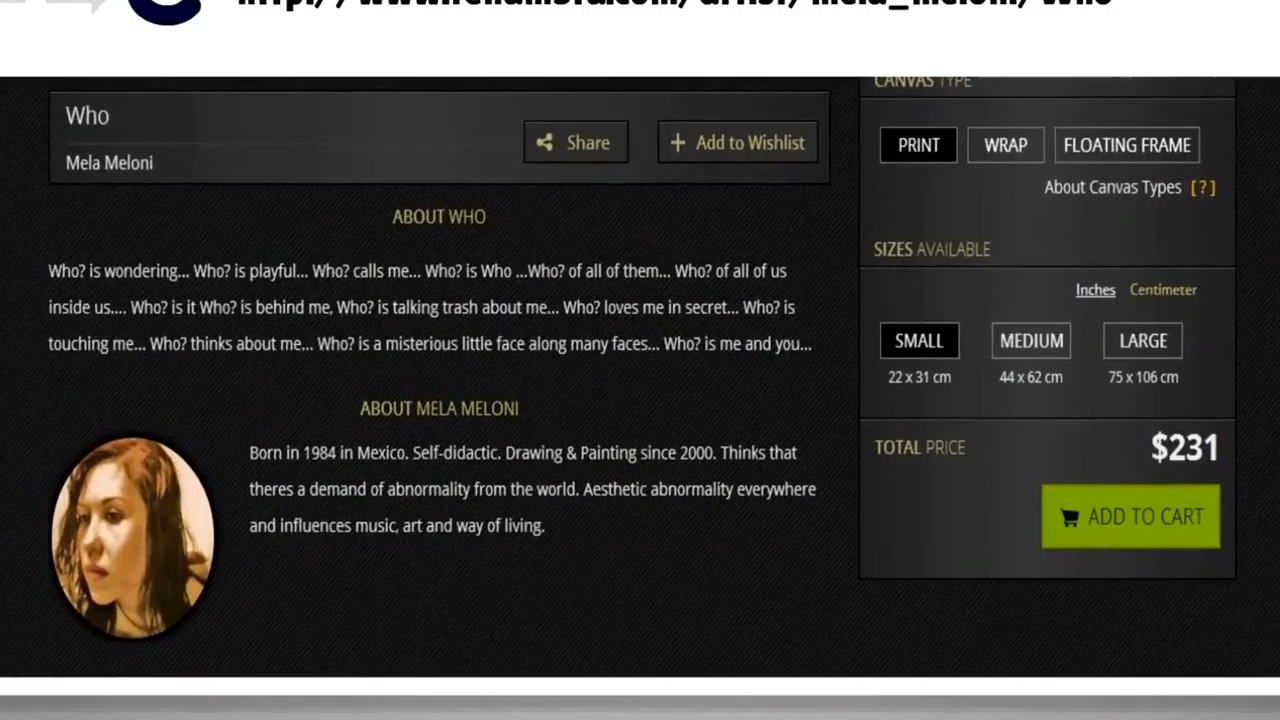 CANVAS TYPE
Who
Mela Meloni
Share
Add to Wishlist
PRINT
WRAP
FLOATING FRAME
About Canvas Types [?]
ABOUT WHO
Who? is wondering... Who? is playful... Who? calls me... Who? is Who ...Who? of all of them... Who? of all of us
inside us.... Who? is it Who? is behind me, Who? is talking trash about me... Who? loves me in secret... Who? is
touching me... Who? thinks about me... Who? is a misterious little face along many faces... Who? is me and you...
SIZES AVAILABLE
Inches Centimeter
SMALL MEDIUM LARGE
22 x 31 cm 44 x 62 cm 75 x 106 cm
ABOUT MELA MELONI
Born in 1984 in Mexico. Self-didactic. Drawing & Painting since 2000. Thinks that
theres a demand of abnormality from the world. Aesthetic abnormality everywhere
and influences music, art and way of living.
TOTAL PRICE
$231
ADD TO CART